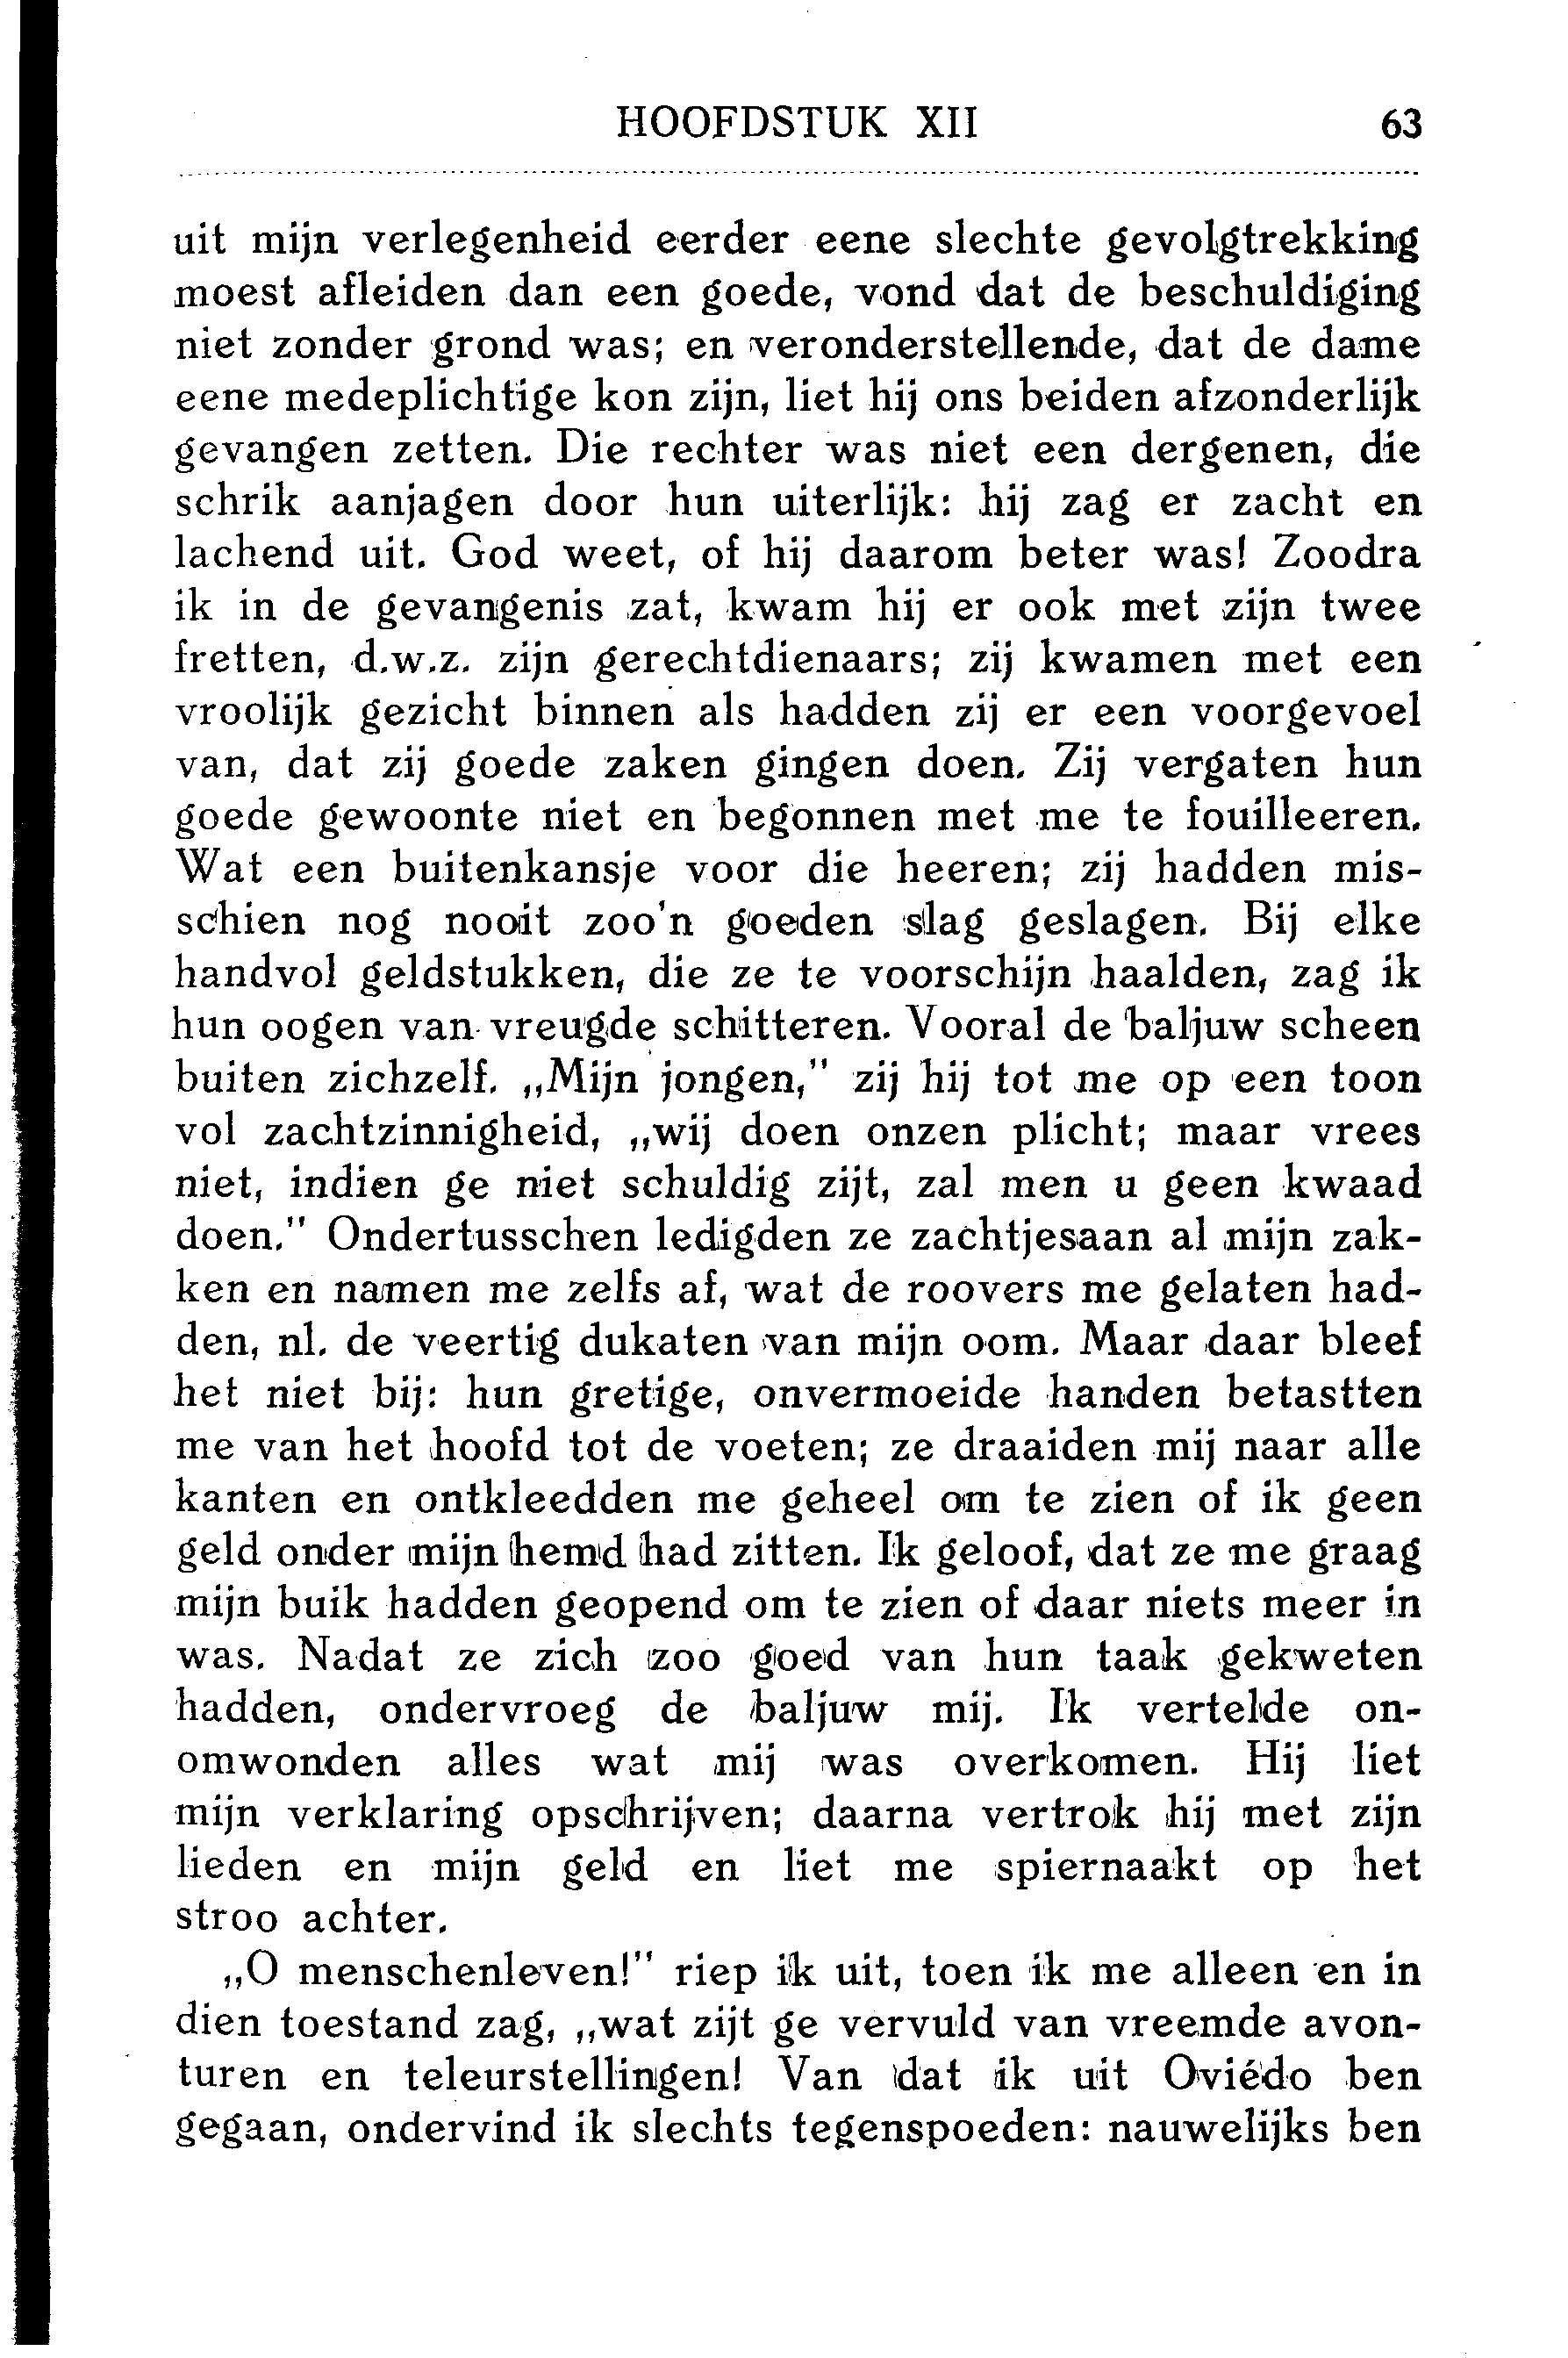 HOOFDSTUK XII 63
uit mijn verlegenheid eerder eene slechte gevolgtrekking
moest afleiden dan een goede, vond dat de beschuldiging
niet zonder grond was; en veronderstellende, dat de dame
eene medeplichtige kon zijn, liet hij ons beiden afzonderlijk
gevangen zetten. Die rechter was niet een dergenen, die
schrik aanjagen door hun uiterlijk: hij zag er zacht en
lachend uit. God weet, of hij daarom beter was! Zoodra
ik in de gevangenis zat, kwam hij er ook met zijn twee
fretten, d.w.z. zijn gerechtdienaars; zij kwamen met een
vroolijk gezicht binnen als hadden zij er een voorgevoel
van, dat zij goede zaken gingen doen. Zij vergaten hun
goede gewoonte niet en begonnen met me te fouilleeren.
Wat een buitenkansje voor die heeren; zij hadden mis-
schien nog nooit zoo'n goeden slag geslagen. Bij elke
handvol geldstukken, die ze te voorschijn haalden, zag ik
hun oogen van vreugde schitteren. Vooral de baljuw scheen
buiten zichzelf. „Mijn jongen,” zij hij tot me op een toon
vol zachtzinnigheid, „wij doen onzen plicht; maar vrees
niet, indien ge niet schuldig zijt, zal men u geen kwaad
doen.” Ondertusschen ledigden ze zachtjesaan al mijn zak-
ken en namen me zelfs af, wat de roovers me gelaten had-
den, nl. de veertig dukaten van mijn oom. Maar daar bleef
het niet bij: hun gretige, onvermoeide handen betastten
me van het hoofd tot de voeten; ze draaiden mij naar alle
kanten en ontkleedden me geheel om te zien of ik geen
geld onder mijn hemd had zitten. Ik geloof, dat ze me graag
mijn buik hadden geopend om te zien of daar niets meer in
was. Nadat ze zich zoo goed van hun taak gekweten
hadden, ondervroeg de baljuw mij. Ik vertelde on-
omwonden alles wat mij was overkomen. Hij liet
mijn verklaring opschrijven; daarna vertrok hij met zijn
lieden en mijn geld en liet me spiernaakt op het
stroo achter.
„O menschenleven!” riep ik uit, toen ik me alleen en in
dien toestand zag, „wat zijt ge vervuld van vreemde avon-
turen en teleurstellingen! Van dat ik uit Oviédo ben
gegaan, ondervind ik slechts tegenspoeden: nauwelijks ben